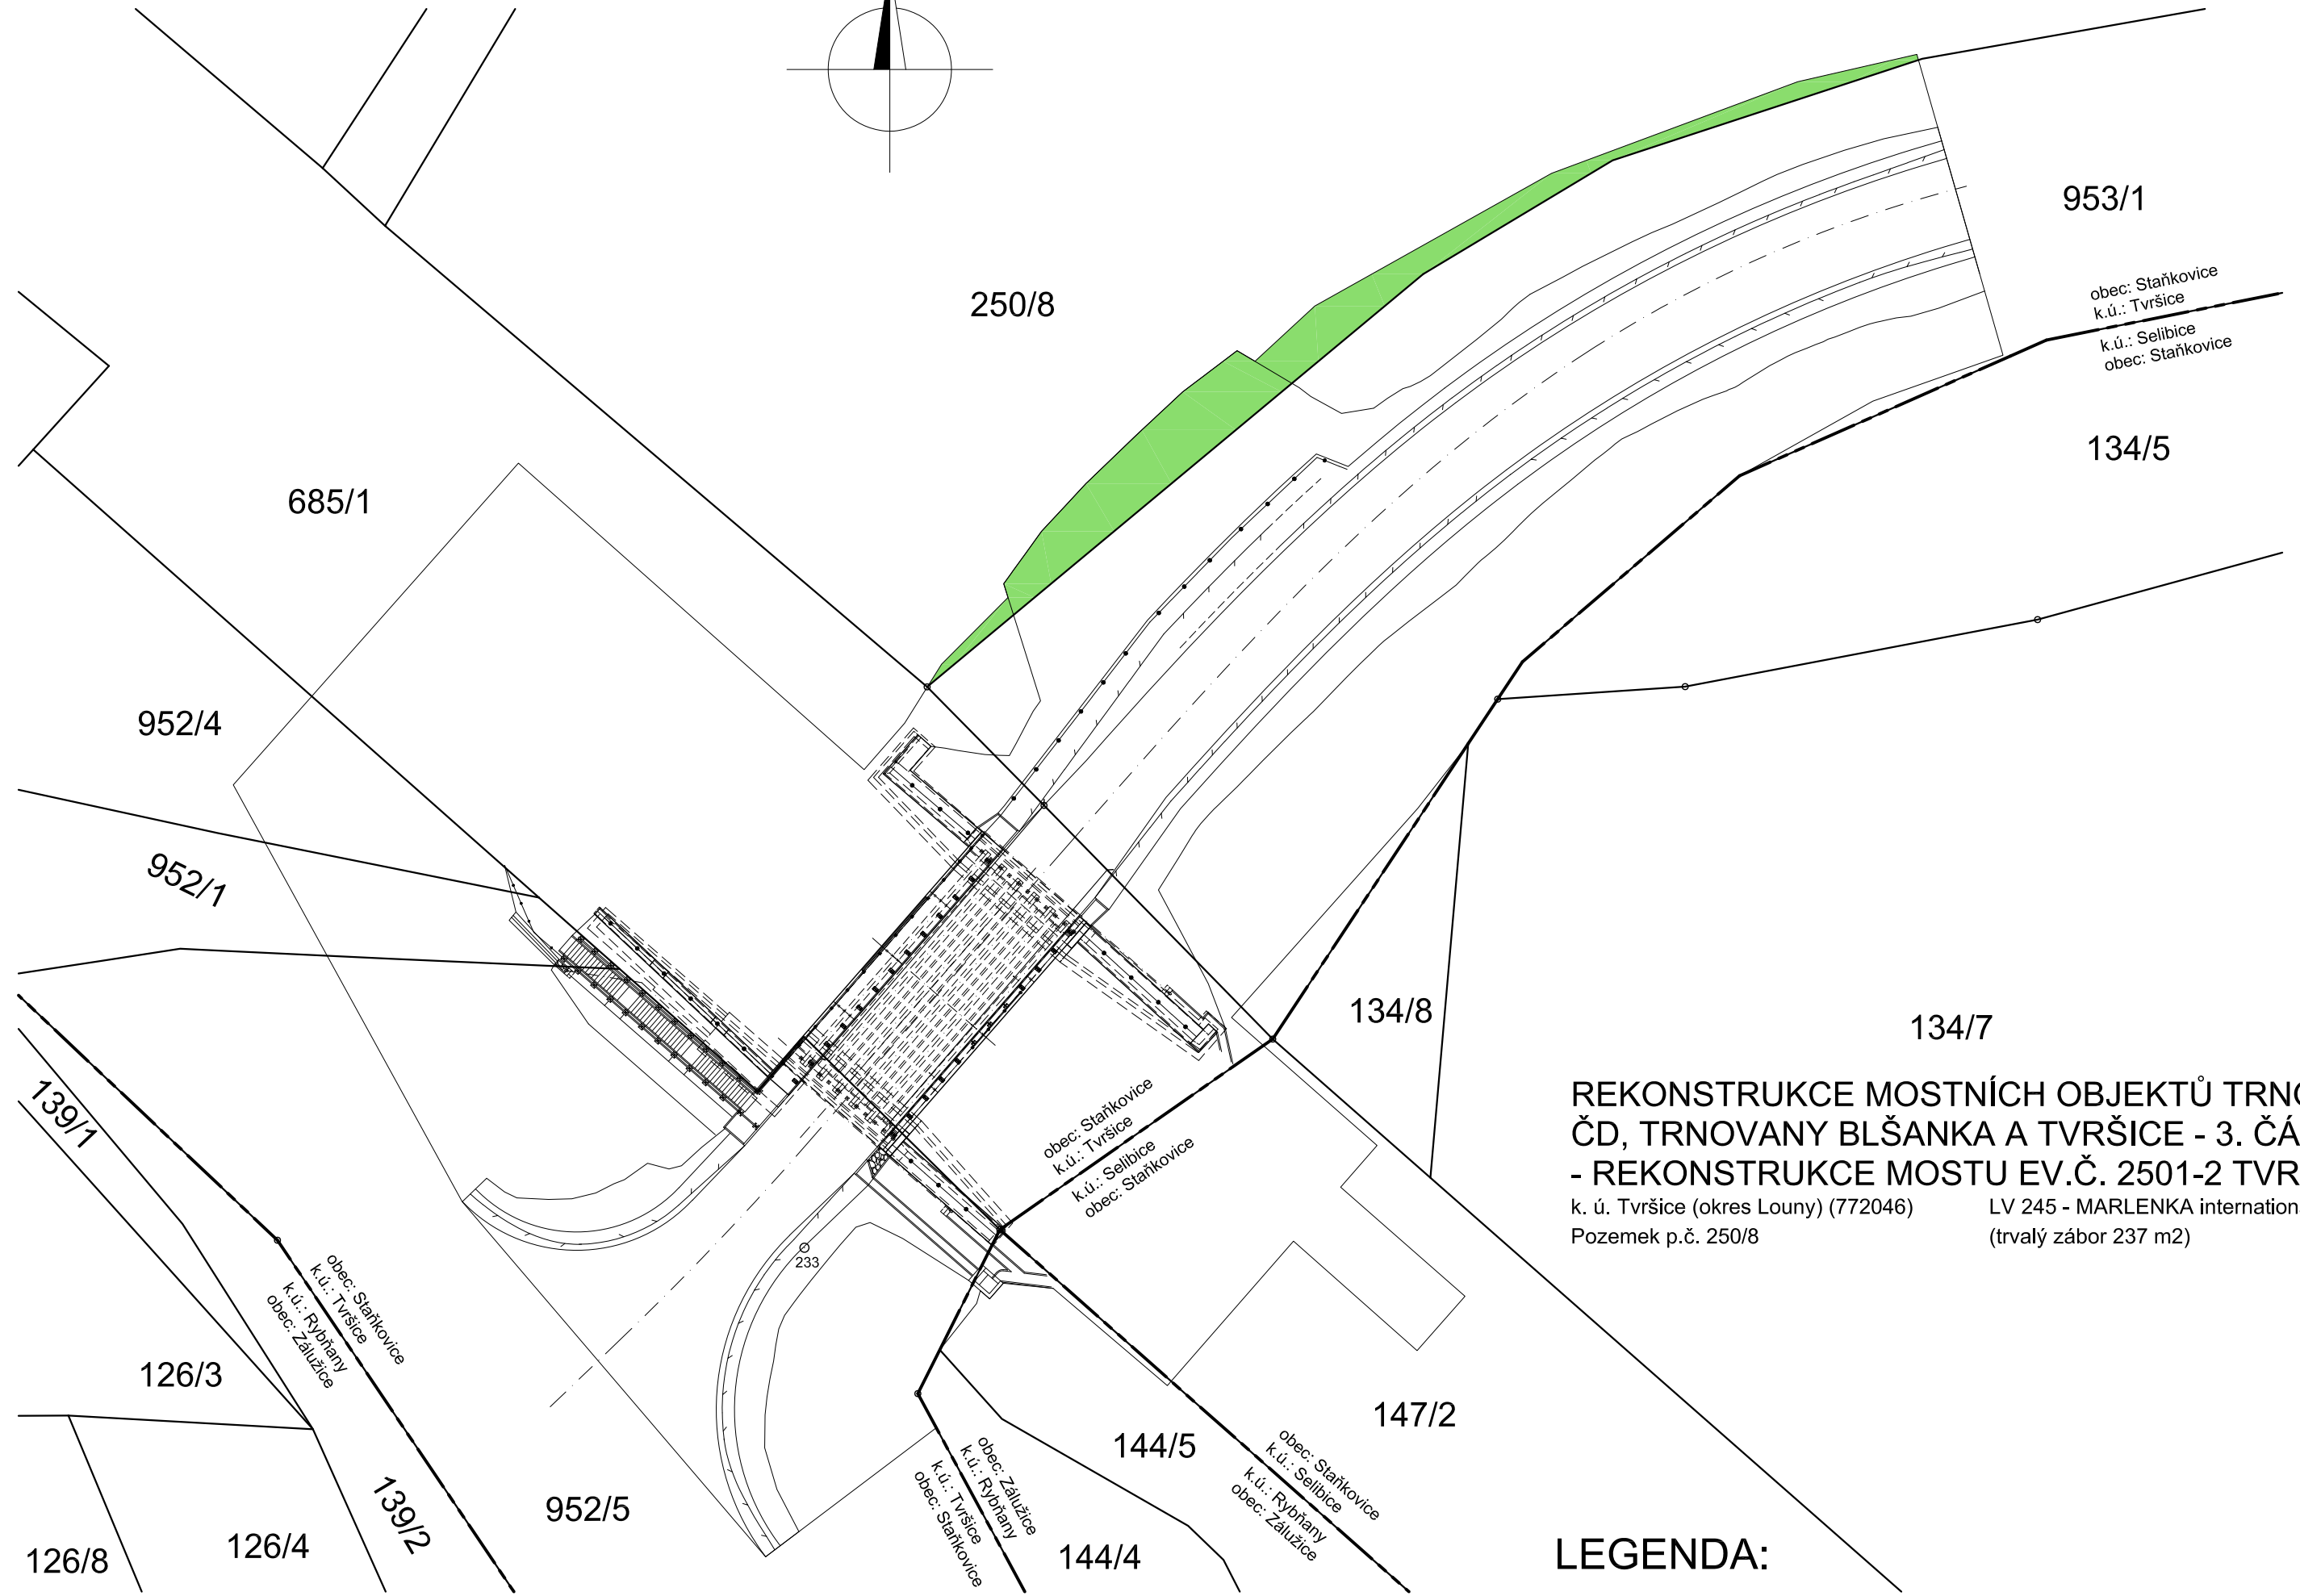 953/1
250/8
obec: Staňkovice
k.ú.: Tvršice
k.ú.: Selibice
obec: Staňkovice
134/5
685/1
952/4
952/1
134/8
134/7
139/1
obec: Staňkovice
k.ú.: Tvršice
k.ú.: Selibice
obec: Staňkovice
REKONSTRUKCE MOSTNÍCH OBJEKTŮ
ČD, TRNOVANY BLŠANKA A TVRŠICE - 3.
- REKONSTRUKCE MOSTU EV.Č. 2501-2
k. ú. Tvršice (okres Louny) (772046) LV 245 - MARLENKA
Pozemek p.č. 250/8 (trvalý zábor 237 m2)
233
obec: Staňkovice
k.ú.: Tvršice
k.ú.: Rybňany
obec: Zálužice
126/3
147/2
144/5
obec: Staňkovice
k.ú.: Selibice
k.ú.: Rybňany
obec: Zálužice
obec: Zálužice
k.ú.: Rybňany
k.ú.: Tvršice
obec: Staňkovice
139/2
952/5
126/8
126/4
144/4
LEGENDA: